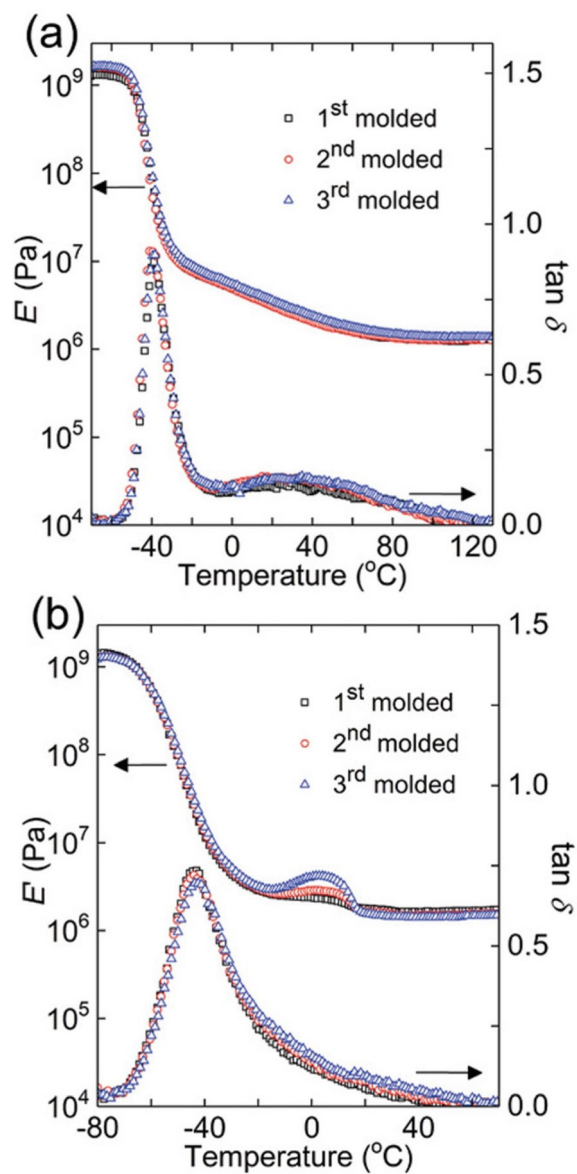 (a)
10⁹
10⁸
10⁷
10⁶
10⁵
10⁴
E' (Pa)
1st molded
2nd molded
3rd molded
1.5
1.0
0.5
0.0
tan δ
-40 0 40 80 120
Temperature (°C)
(b)
10⁹
10⁸
10⁷
10⁶
10⁵
10⁴
E' (Pa)
1st molded
2nd molded
3rd molded
1.5
1.0
0.5
0.0
tan δ
-80 -40 0 40
Temperature (°C)